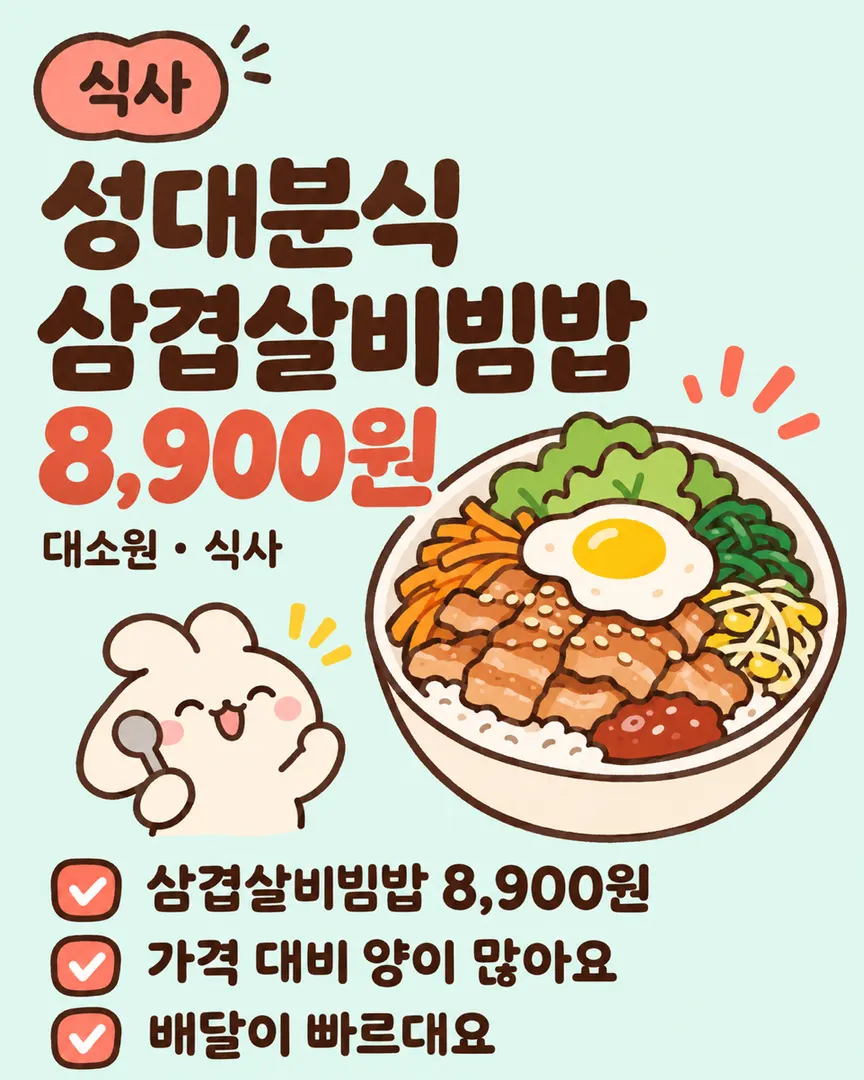 식사
성대분식
삼겹살비빔밥
8,900원
대소원 • 식사
삼겹살비빔밥 8,900원
가격 대비 양이 많아요
배달이 빠르대요